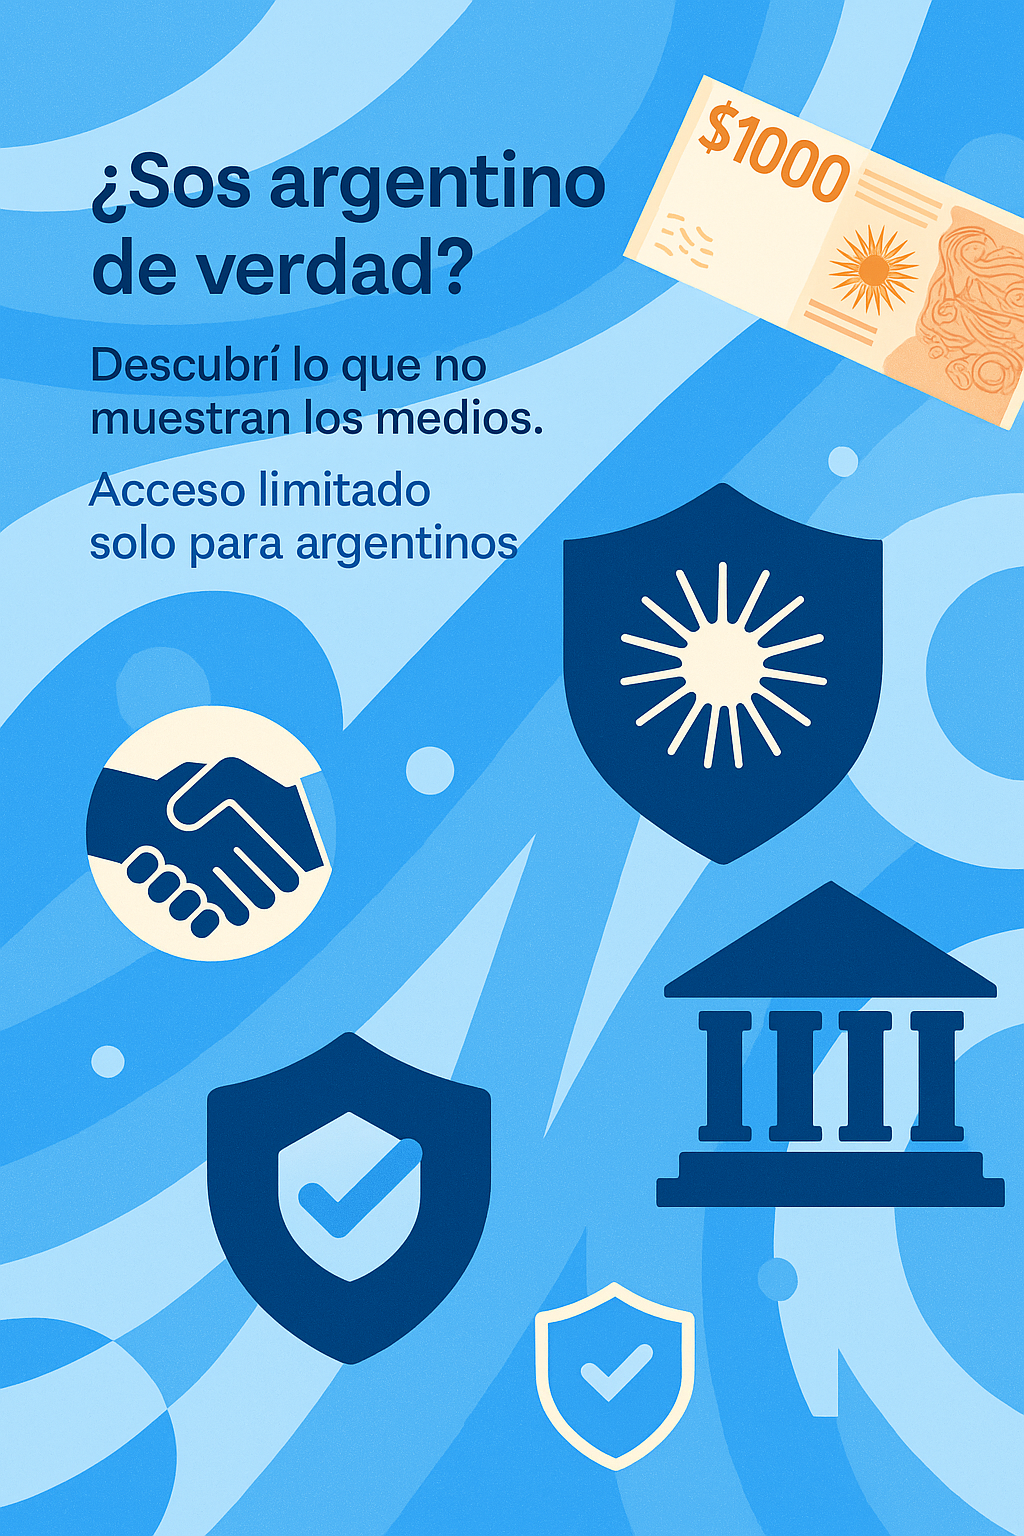 ¿Sos argentino
de verdad?
Descubrí lo que no
muestran los medios.
Acceso limitado
solo para argentinos
$1000